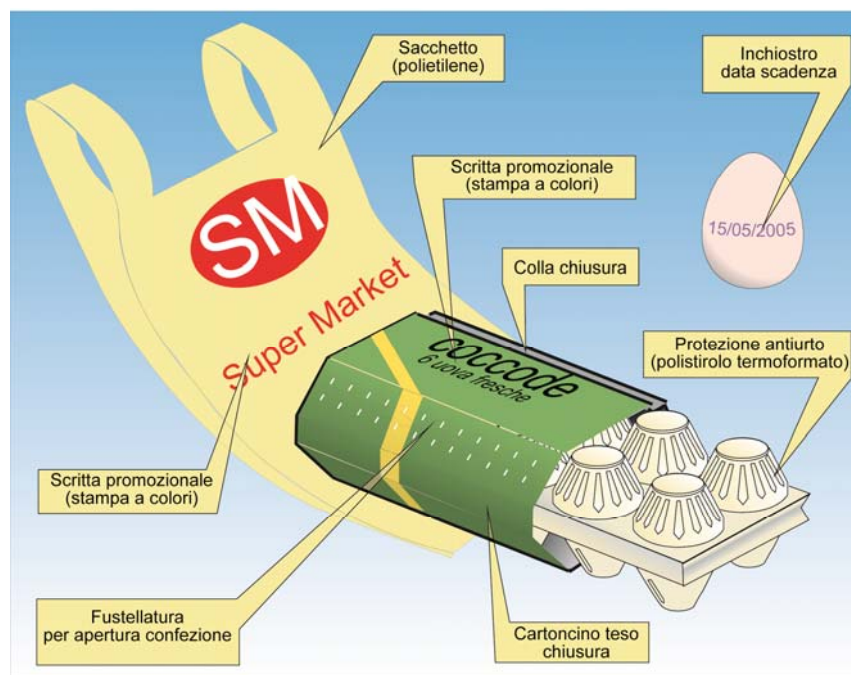 Sacchetto
(polietilene)
Inchiostro
data scadenza
Scritta promozionale
(stampa a colori)
SM
15/05/2005
Colla chiusura
Super Market
coccode
6 uova fresche
Protezione antiurto
(polistirolo termoformato)
Scritta promozionale
(stampa a colori)
Fustellatura
per apertura confezione
Cartoncino teso
chiusura